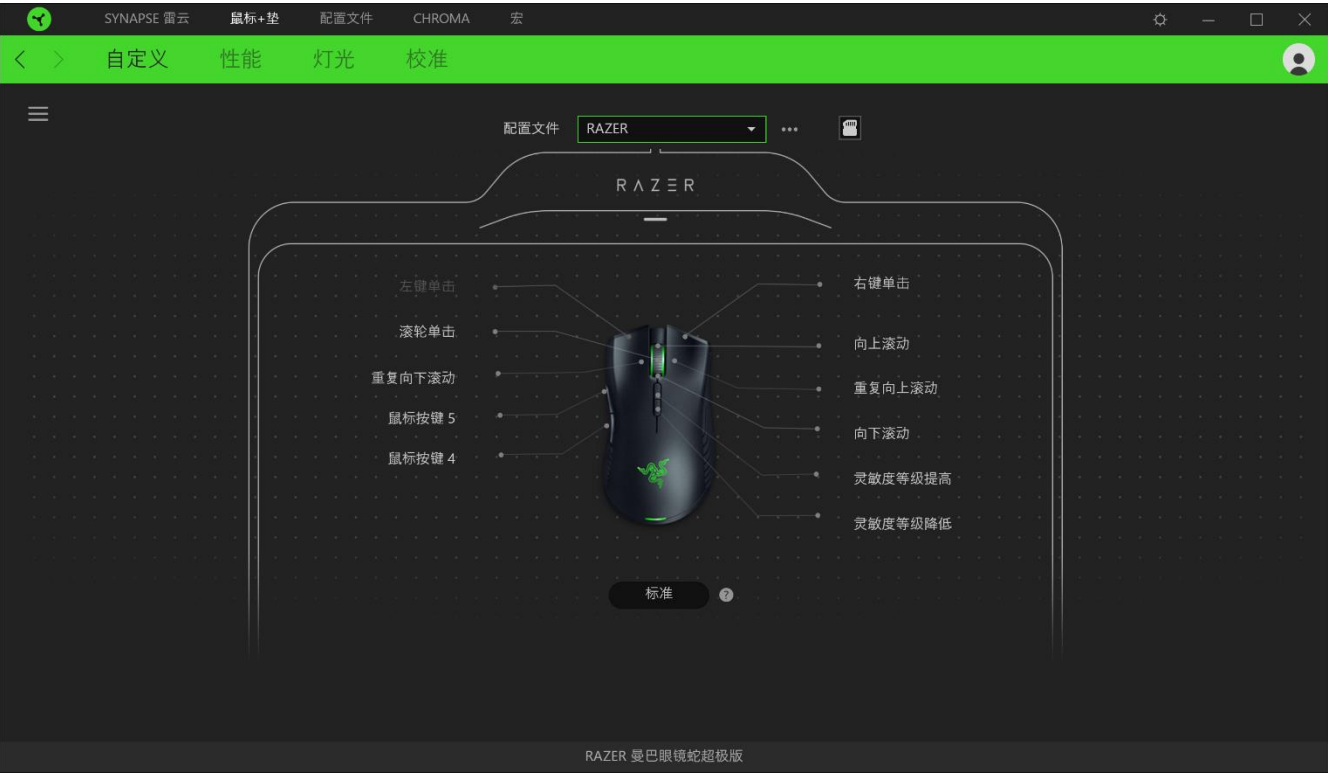 SYNAPSE 雷云 鼠标+垫 配置文件 CHROMA 宏
自定义 性能 灯光 校准
配置文件 RAZER
RAZER
左键单击
滚轮单击
重复向下滚动
鼠标按键 5
鼠标按键 4
右键单击
向上滚动
重复向上滚动
向下滚动
灵敏度等级提高
灵敏度等级降低
标准 ?
RAZER 曼巴眼镜蛇超极版